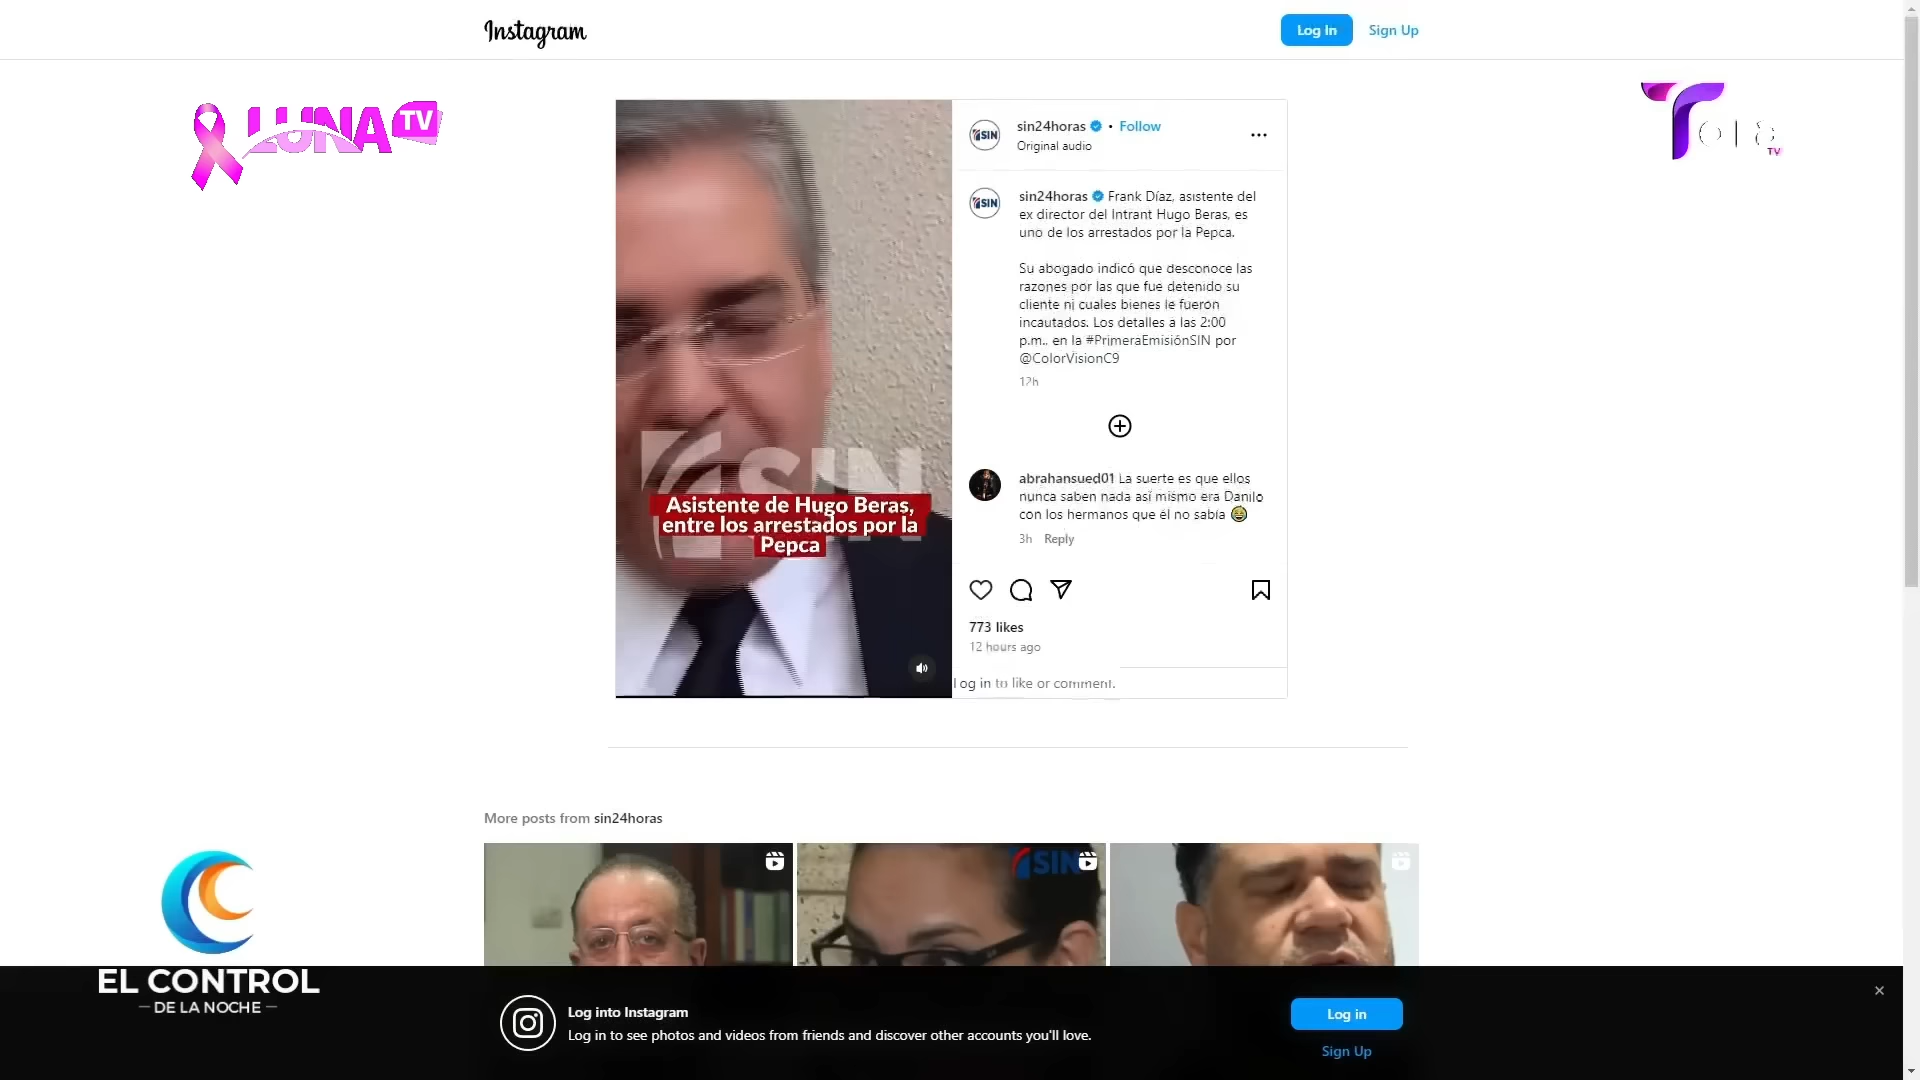 Instagram
Log In
Sign Up
LUNA TV
Tora TV
SIN
sin24horas • Follow
Original audio
SIN
sin24horas Frank Díaz, asistente del
ex director del Intrant Hugo Beras, es
uno de los arrestados por la Pepca.
Su abogado indicó que desconoce las
razones por las que fue detenido su
cliente ni cuales bienes le fueron
incautados. Los detalles a las 2:00
p.m.. en la #PrimeraEmisiónSIN por
@ColorVisionC9
12h
abrahansued01 La suerte es que ellos
nunca saben nada así mismo era Danilo
con los hermanos que él no sabía 😂
3h Reply
SIN
Asistente de Hugo Beras,
entre los arrestados por la
Pepca
773 likes
12 hours ago
Log in to like or comment.
More posts from sin24horas
SIN
EL CONTROL
DE LA NOCHE
Log into Instagram
Log in to see photos and videos from friends and discover other accounts you'll love.
Log in
Sign Up